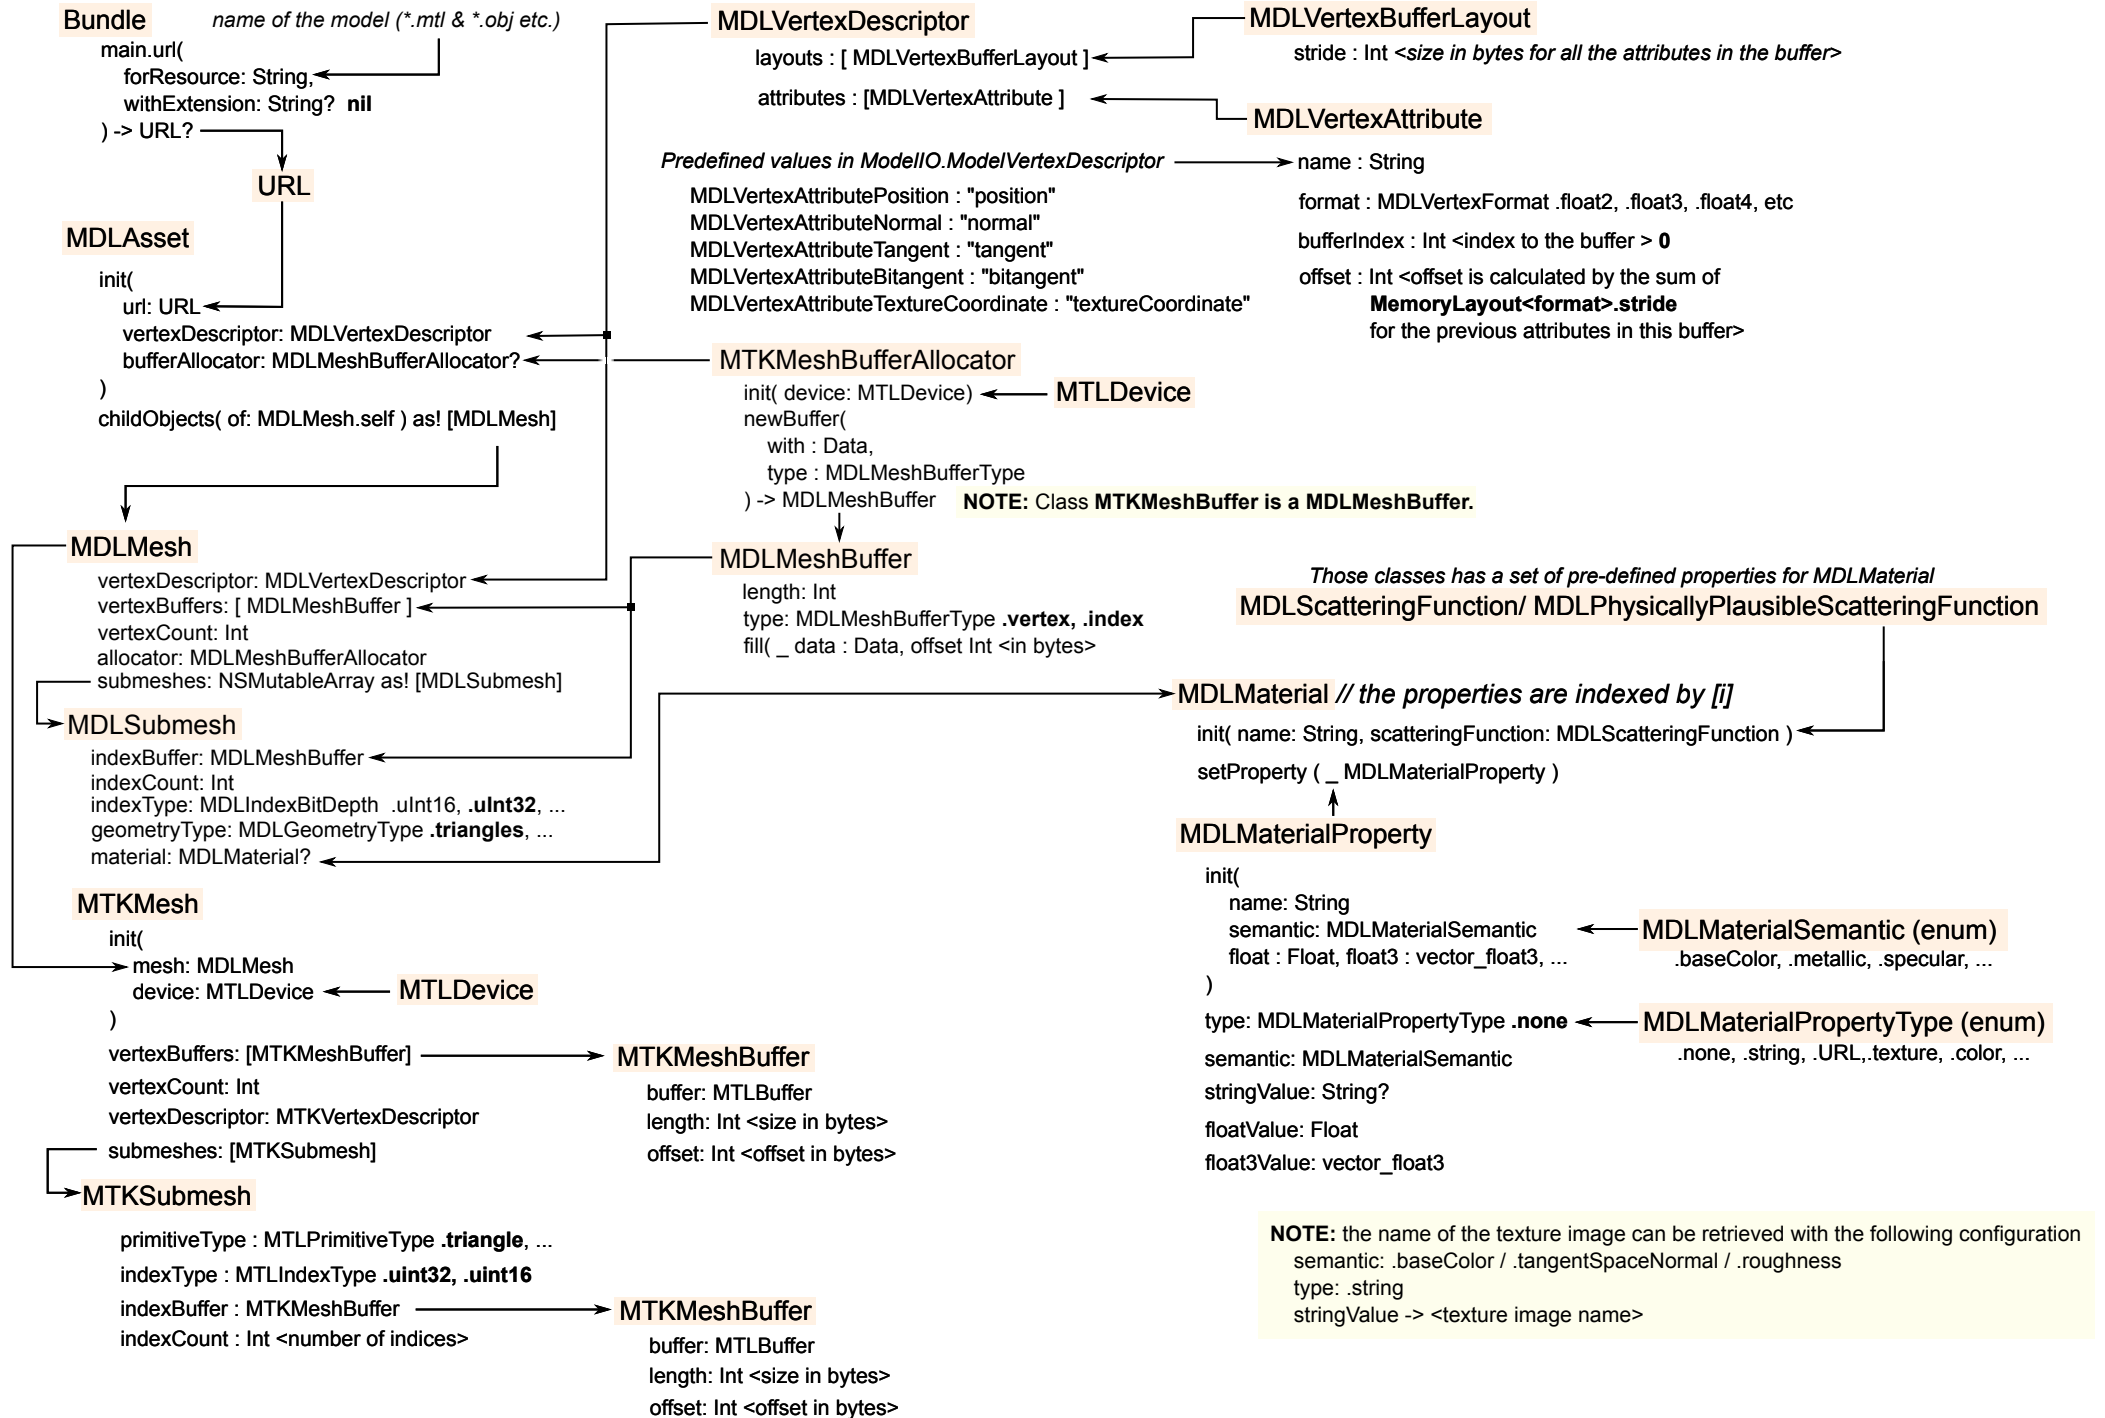 Bundle
name of the model (*.mtl & *.obj etc.)
main.url(
forResource: String,
withExtension: String? nil
) -> URL?
URL
MDLAsset
init(
url: URL
vertexDescriptor: MDLVertexDescriptor
bufferAllocator: MDLMeshBufferAllocator?
)
childObjects( of: MDLMesh.self ) as! [MDLMesh]
MDLMesh
vertexDescriptor: MDLVertexDescriptor
vertexBuffers: [ MDLMeshBuffer ]
vertexCount: Int
allocator: MDLMeshBufferAllocator
submeshes: NSMutableArray as! [MDLSubmesh]
MDLSubmesh
indexBuffer: MDLMeshBuffer
indexCount: Int
indexType: MDLIndexBitDepth .uInt16, .uInt32, ...
geometryType: MDLGeometryType .triangles, ...
material: MDLMaterial?
MTKMesh
init(
mesh: MDLMesh
device: MTLDevice
MTLDevice
)
vertexBuffers: [MTKMeshBuffer]
vertexCount: Int
vertexDescriptor: MTKVertexDescriptor
submeshes: [MTKSubmesh]
MTKMeshBuffer
buffer: MTLBuffer
length: Int <size in bytes>
offset: Int <offset in bytes>
MTKSubmesh
primitiveType : MTLPrimitiveType .triangle, ...
indexType : MTLIndexType .uint32, .uint16
indexBuffer : MTKMeshBuffer
indexCount : Int <number of indices>
MTKMeshBuffer
buffer: MTLBuffer
length: Int <size in bytes>
offset: Int <offset in bytes>
MDLVertexDescriptor
layouts : [ MDLVertexBufferLayout ]
attributes : [MDLVertexAttribute ]
MDLVertexBufferLayout
stride : Int <size in bytes for all the attributes in the buffer>
MDLVertexAttribute
Predefined values in ModelIO.ModelVertexDescriptor
MDLVertexAttributePosition : "position"
MDLVertexAttributeNormal : "normal"
MDLVertexAttributeTangent : "tangent"
MDLVertexAttributeBitangent : "bitangent"
MDLVertexAttributeTextureCoordinate : "textureCoordinate"
name : String
format : MDLVertexFormat .float2, .float3, .float4, etc
bufferIndex : Int <index to the buffer > 0
offset : Int <offset is calculated by the sum of
MemoryLayout<format>.stride
for the previous attributes in this buffer>
MTKMeshBufferAllocator
init( device: MTLDevice)
MTLDevice
newBuffer(
with : Data,
type : MDLMeshBufferType
) -> MDLMeshBuffer
NOTE: Class MTKMeshBuffer is a MDLMeshBuffer.
MDLMeshBuffer
length: Int
type: MDLMeshBufferType .vertex, .index
fill( _ data : Data, offset Int <in bytes>
Those classes has a set of pre-defined properties for MDLMaterial
MDLScatteringFunction/ MDLPhysicallyPlausibleScatteringFunction
MDLMaterial // the properties are indexed by [i]
init( name: String, scatteringFunction: MDLScatteringFunction )
setProperty ( _ MDLMaterialProperty )
MDLMaterialProperty
init(
name: String
semantic: MDLMaterialSemantic
float : Float, float3 : vector_float3, ...
)
MDLMaterialSemantic (enum)
.baseColor, .metallic, .specular, ...
type: MDLMaterialPropertyType .none
MDLMaterialPropertyType (enum)
.none, .string, .URL,.texture, .color, ...
semantic: MDLMaterialSemantic
stringValue: String?
floatValue: Float
float3Value: vector_float3
NOTE: the name of the texture image can be retrieved with the following configuration
semantic: .baseColor / .tangentSpaceNormal / .roughness
type: .string
stringValue -> <texture image name>